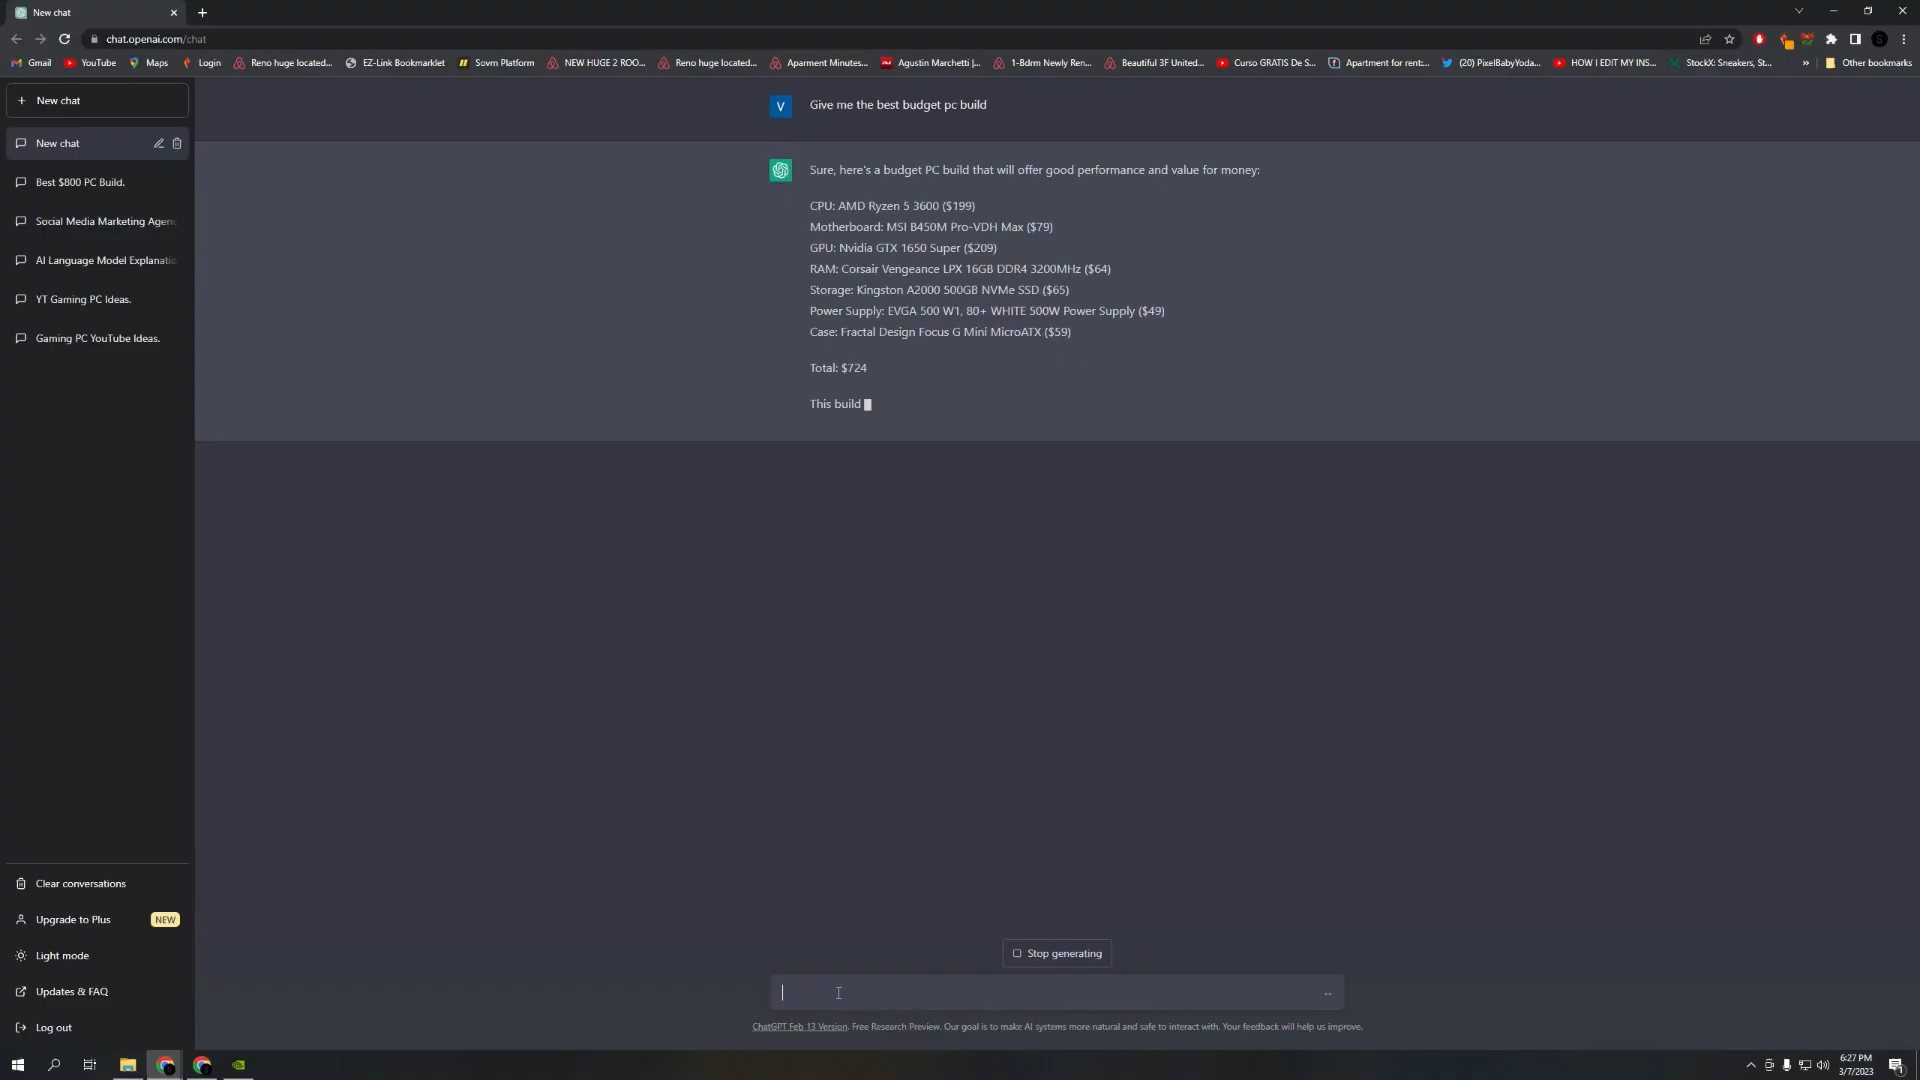 New chat
chat.openai.com/chat
Gmail YouTube Maps Login Reno huge located... EZ-Link Bookmarklet Sovrn Platform NEW HUGE 2 ROO... Reno huge located... Aparment Minutes... Agustin Marchetti |... 1-Bdrm Newly Ren... Beautiful 3F United... Curso GRATIS De S... Apartment for rent:... (20) PixelBabyYoda... HOW I EDIT MY INS... StockX: Sneakers, St... » Other bookmarks
+ New chat
New chat
Best $800 PC Build.
Social Media Marketing Agenc
AI Language Model Explanatio
YT Gaming PC Ideas.
Gaming PC YouTube Ideas.
V Give me the best budget pc build
Sure, here's a budget PC build that will offer good performance and value for money:
CPU: AMD Ryzen 5 3600 ($199)
Motherboard: MSI B450M Pro-VDH Max ($79)
GPU: Nvidia GTX 1650 Super ($209)
RAM: Corsair Vengeance LPX 16GB DDR4 3200MHz ($64)
Storage: Kingston A2000 500GB NVMe SSD ($65)
Power Supply: EVGA 500 W1, 80+ WHITE 500W Power Supply ($49)
Case: Fractal Design Focus G Mini MicroATX ($59)
Total: $724
This build
Clear conversations
Upgrade to Plus NEW
Light mode
Updates & FAQ
Log out
Stop generating
ChatGPT Feb 13 Version. Free Research Preview. Our goal is to make AI systems more natural and safe to interact with. Your feedback will help us improve.
6:27 PM
3/7/2023